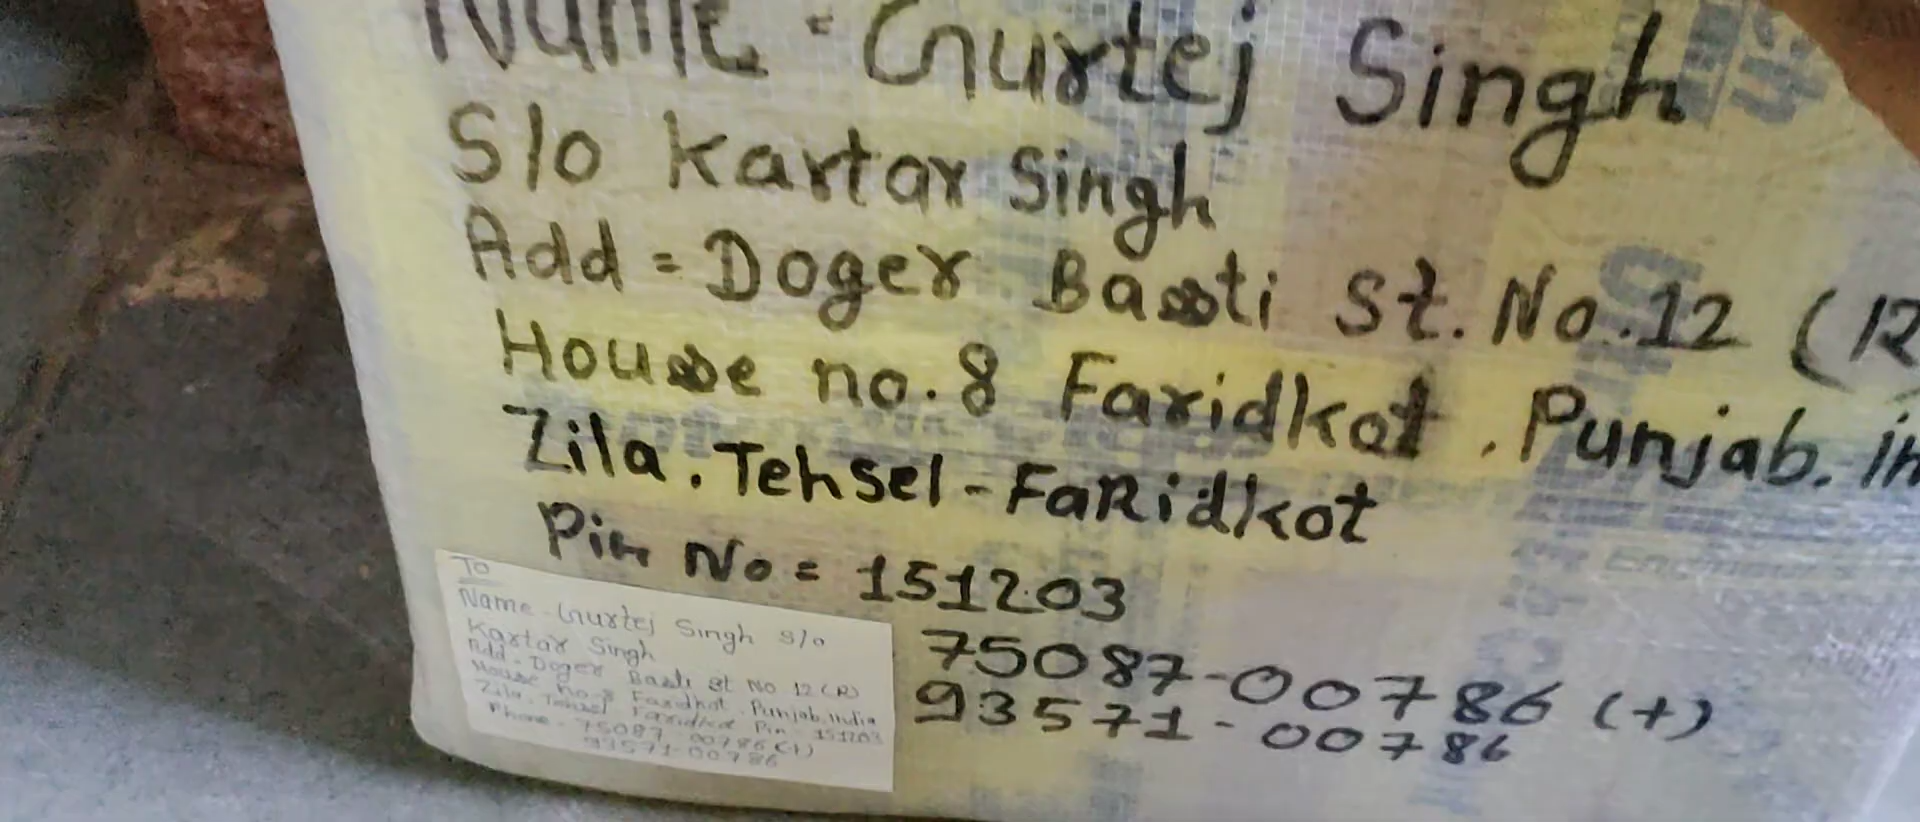 Name - Gurtej Singh
S/o Kartar Singh
Add = Doger Bassti St. No. 12 (R
House no. 8 Faridkot . Punjab. in
Zila . Tehsel - FaRidkot
Pin No = 151203
75087-00786 (+)
93571-00786
To
Name - Gurtej Singh S/o
Kartar Singh
Add - Doger Basti St No 12 (R)
House no-8 Faridkot . Punjab. india
Zila . Tehsel Faridkot Pin - 151203
Phone - 75087-00786 (+)
93571-00786